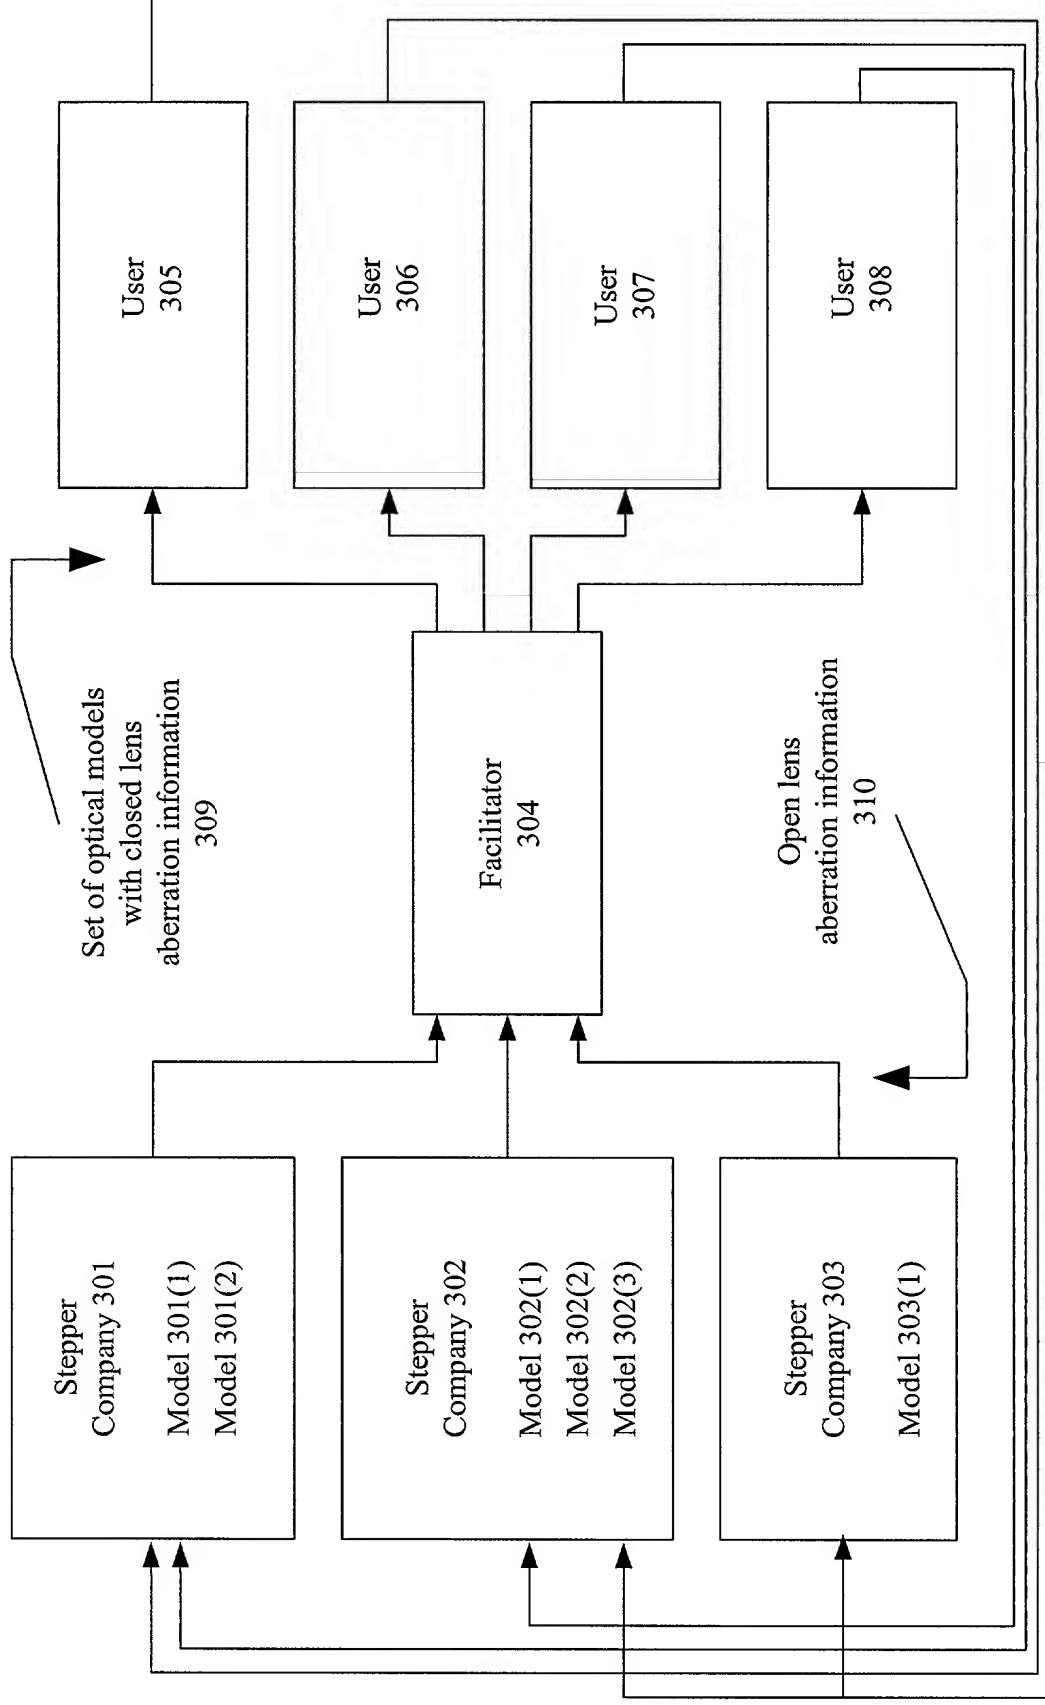 Stepper
Company 301
Model 301(1)
Model 301(2)
Stepper
Company 302
Model 302(1)
Model 302(2)
Model 302(3)
Stepper
Company 303
Model 303(1)
Set of optical models
with closed lens
aberration information
309
Facilitator
304
Open lens
aberration information
310
User
305
User
306
User
307
User
308